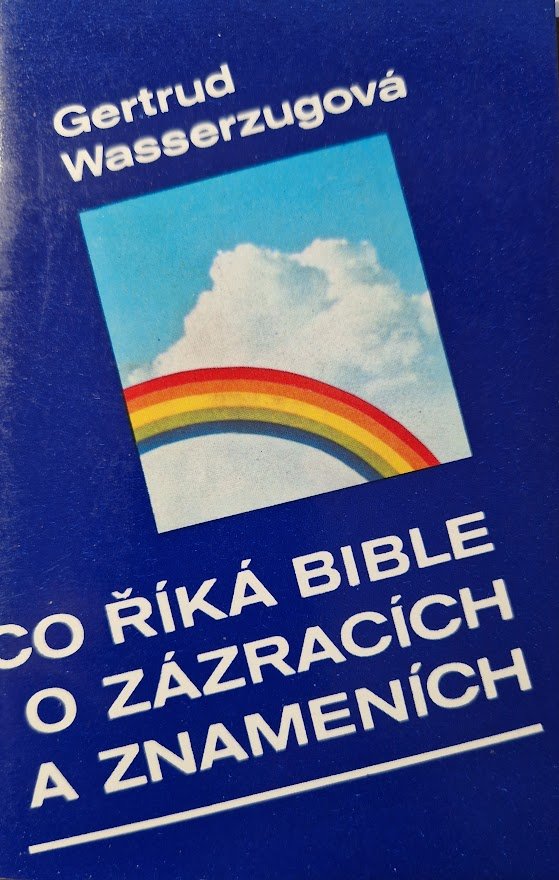 Gertrud
Wasserzugová
CO ŘÍKÁ BIBLE
O ZÁZRACÍCH
A ZNAMENÍCH